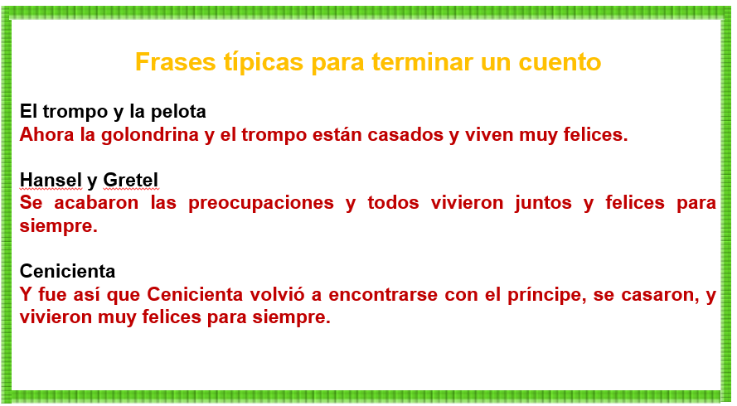 Frases típicas para terminar un cuento
El trompo y la pelota
Ahora la golondrina y el trompo están casados y viven muy felices.
Hansel y Gretel
Se acabaron las preocupaciones y todos vivieron juntos y felices para
siempre.
Cenicienta
Y fue así que Cenicienta volvió a encontrarse con el príncipe, se casaron, y
vivieron muy felices para siempre.